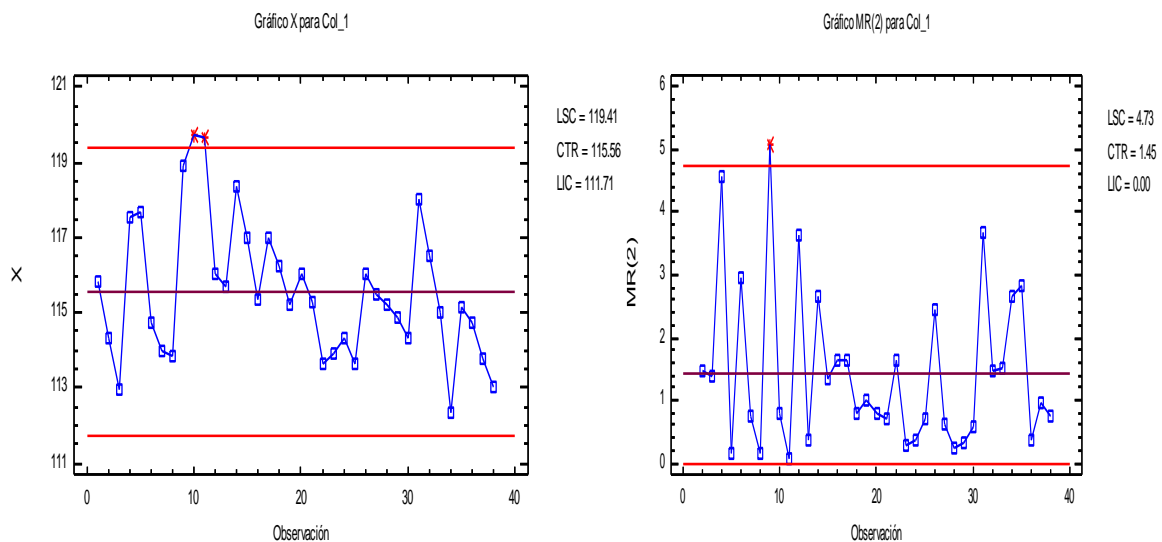 Gráfico X para Col_1
121
119
117
115
113
111
X
0 10 20 30 40
Observación
LSC = 119.41
CTR = 115.56
LIC = 111.71
Gráfico MR(2) para Col_1
6
5
4
3
2
1
0
MR(2)
0 10 20 30 40
Observación
LSC = 4.73
CTR = 1.45
LIC = 0.00